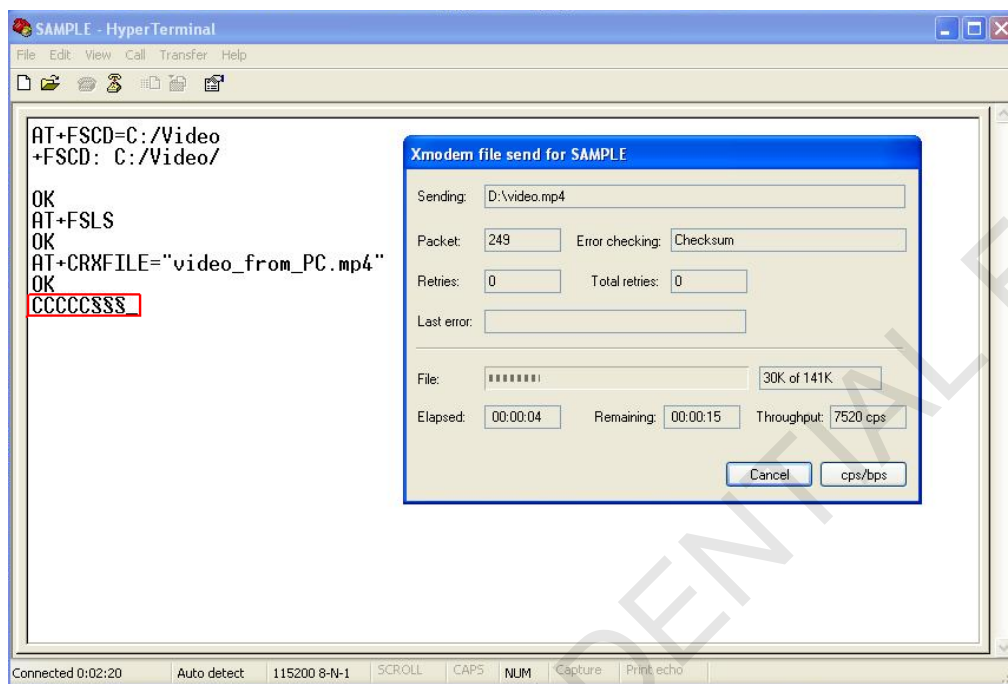 SAMPLE - HyperTerminal
File Edit View Call Transfer Help
AT+FSCD=C:/Video
+FSCD: C:/Video/
OK
AT+FSLS
OK
AT+CRXFILE="video_from_PC.mp4"
OK
CCCCC§§§_
Xmodem file send for SAMPLE
Sending: D:\video.mp4
Packet: 249 Error checking: Checksum
Retries: 0 Total retries: 0
Last error:
File: 30K of 141K
Elapsed: 00:00:04 Remaining: 00:00:15 Throughput: 7520 cps
Cancel cps/bps
Connected 0:02:20 Auto detect 115200 8-N-1 SCROLL CAPS NUM Capture Print echo